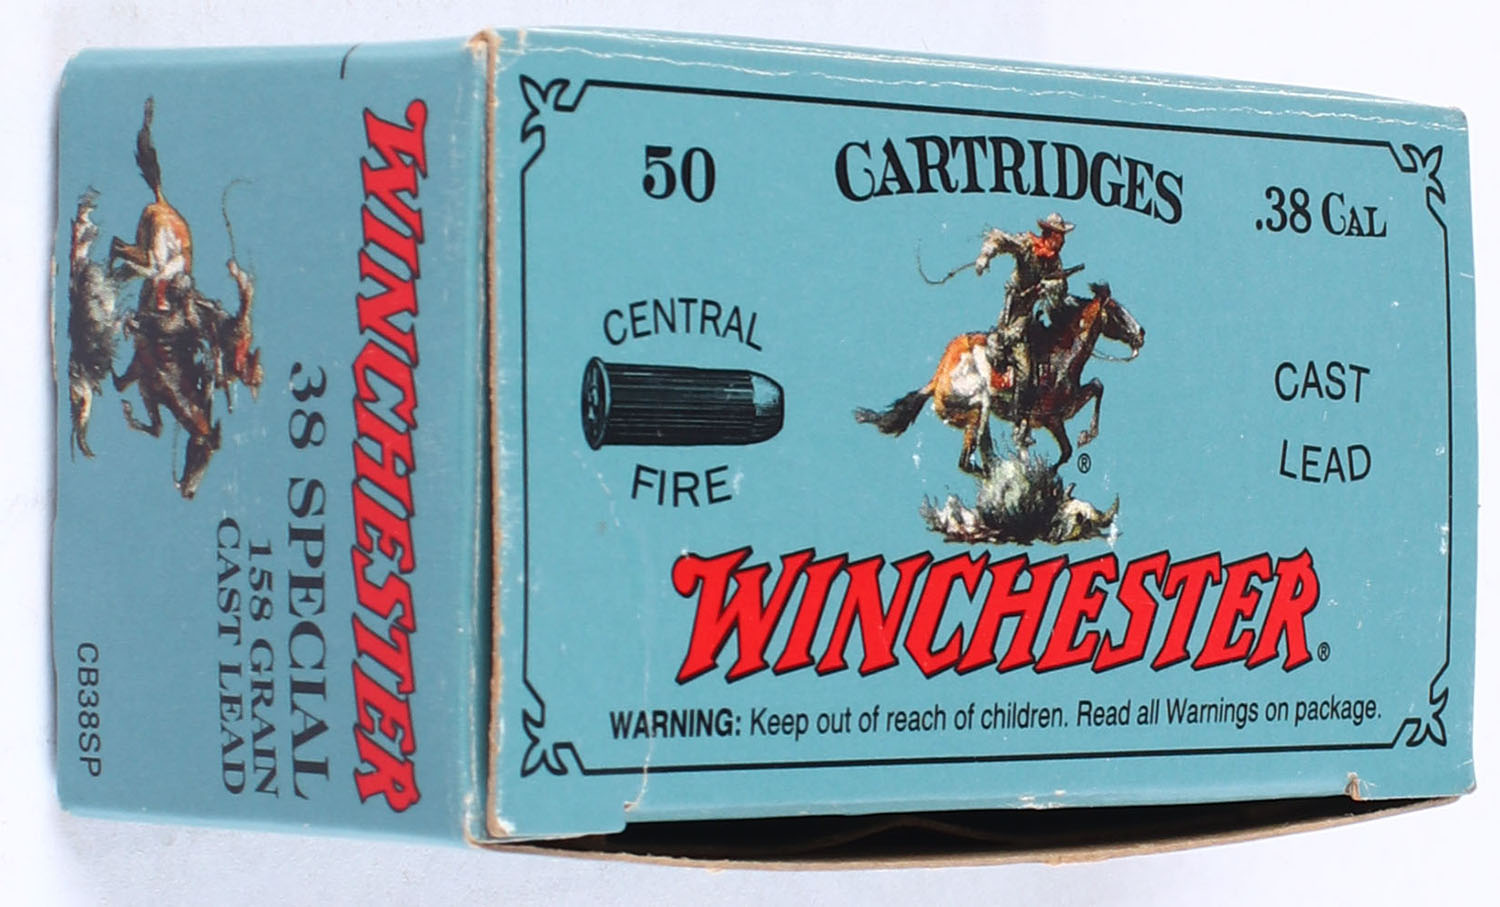 50
CARTRIDGES
.38 CAL
CENTRAL
FIRE
CAST
LEAD
®
WINCHESTER®
WARNING: Keep out of reach of children. Read all Warnings on package.
WINCHESTER
38 SPECIAL
158 GRAIN
CAST LEAD
CB38SP